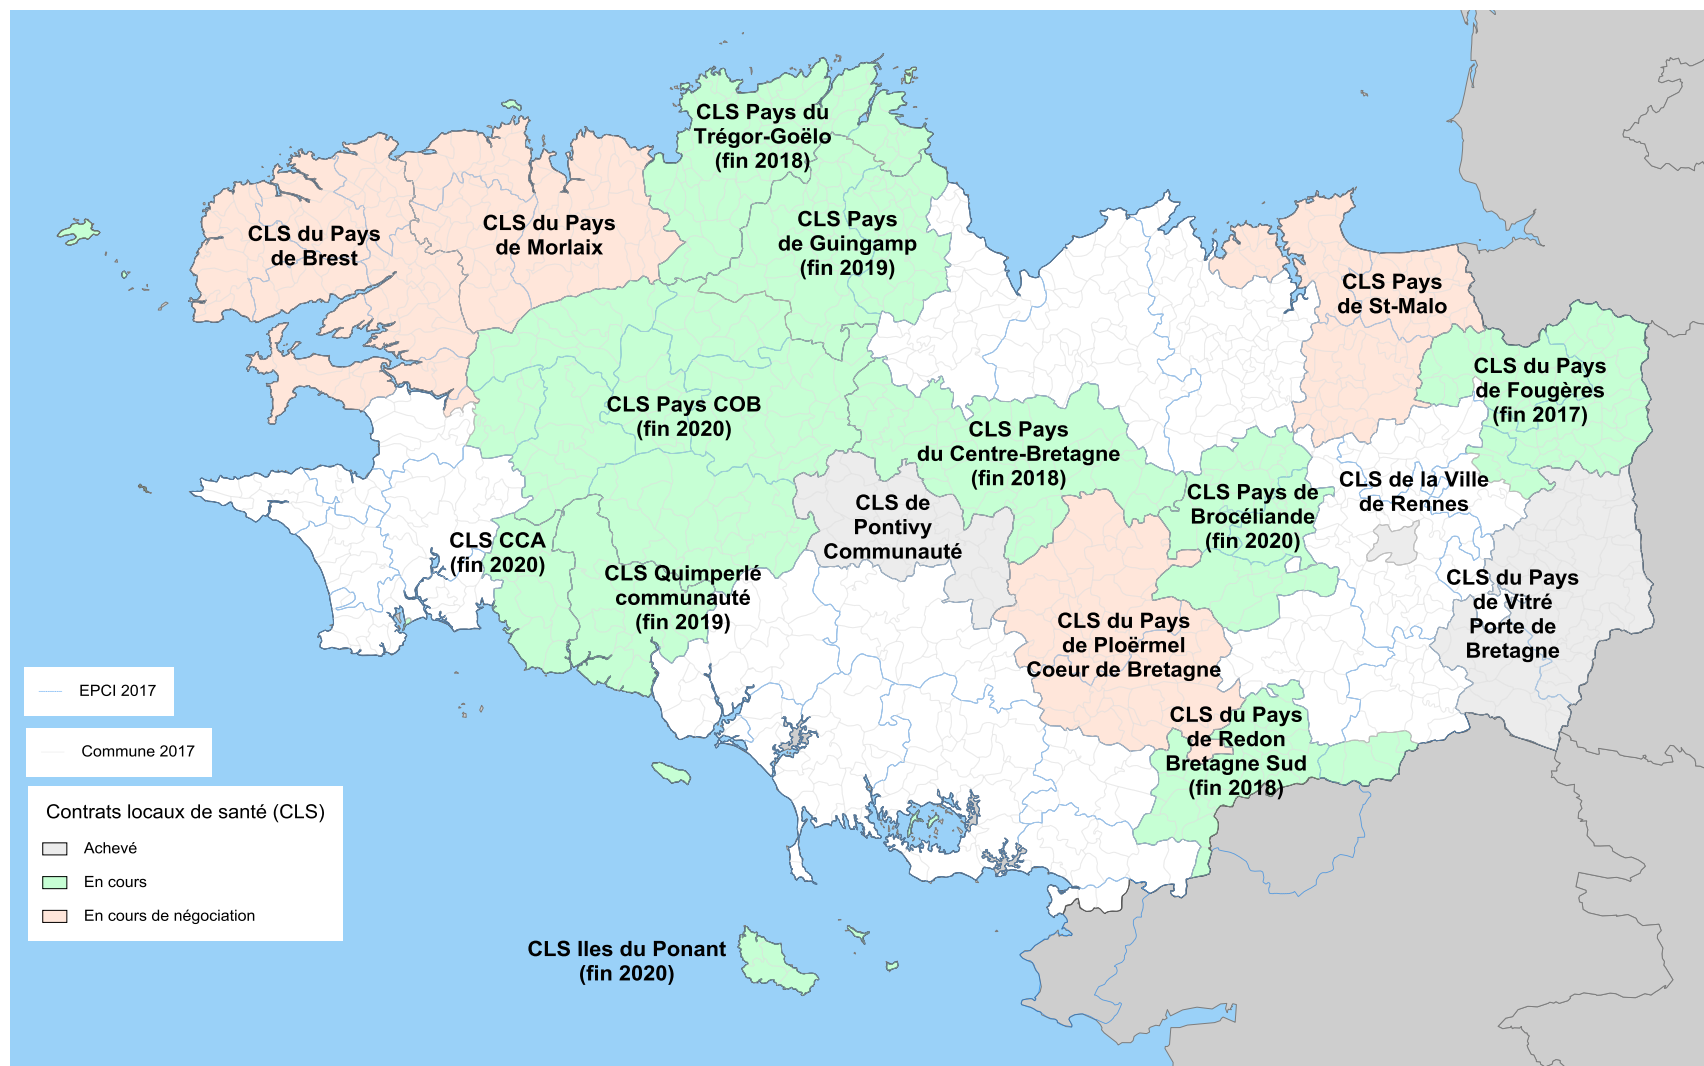 CLS Pays du
Trégor-Goëlo
(fin 2018)
CLS Pays
de Guingamp
(fin 2019)
CLS du Pays
de Brest
CLS du Pays
de Morlaix
CLS Pays
de St-Malo
CLS du Pays
de Fougères
(fin 2017)
CLS Pays COB
(fin 2020)
CLS Pays
du Centre-Bretagne
(fin 2018)
CLS de la Ville
de Rennes
CLS Pays de
Brocéliande
(fin 2020)
CLS de
Pontivy
Communauté
CLS CCA
(fin 2020)
CLS Quimperlé
communauté
(fin 2019)
CLS du Pays
de Vitré
Porte de
Bretagne
CLS du Pays
de Ploërmel
Coeur de Bretagne
CLS du Pays
de Redon
Bretagne Sud
(fin 2018)
CLS Iles du Ponant
(fin 2020)
EPCI 2017
Commune 2017
Contrats locaux de santé (CLS)
Achevé
En cours
En cours de négociation